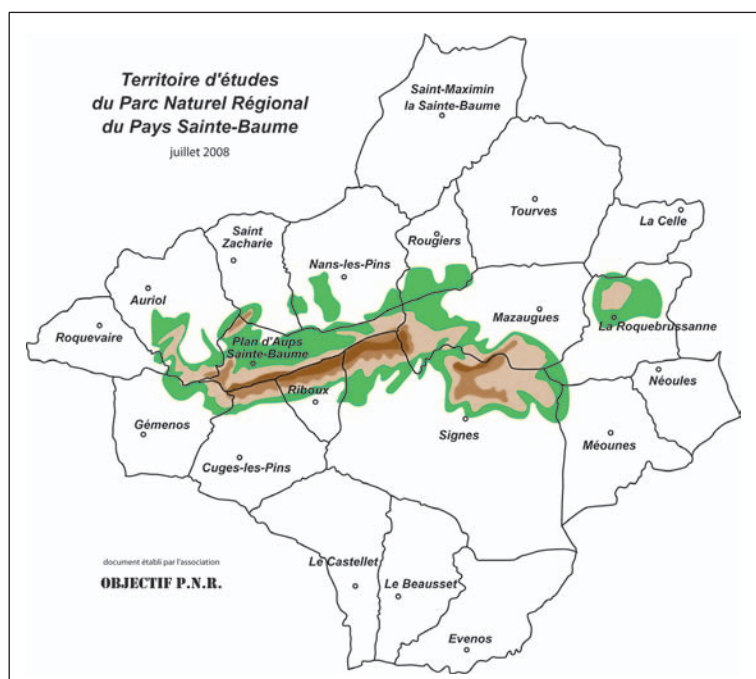 Territoire d'études
du Parc Naturel Régional
du Pays Sainte-Baume
juillet 2008
Saint-Maximin
la Sainte-Baume
Tourves
La Celle
Saint
Zacharie
Rougiers
Nans-les-Pins
Auriol
Mazaugues
Roquevaire
La Roquebrussanne
Plan d'Aups
Sainte-Baume
Néoules
Riboux
Gémenos
Signes
Méounes
Cuges-les-Pins
document établi par l'association
OBJECTIF P.N.R.
Le Castellet
Le Beausset
Evenos